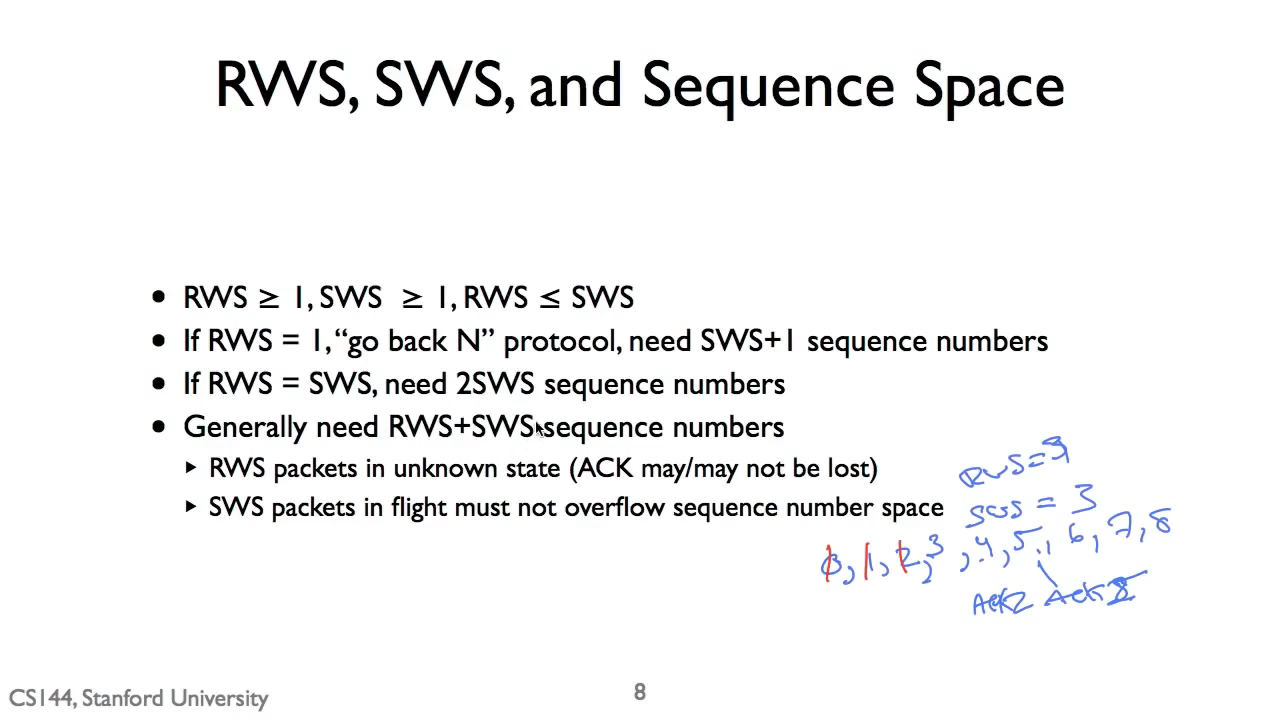 RWS, SWS, and Sequence Space
• RWS ≥ 1, SWS ≥ 1, RWS ≤ SWS
• If RWS = 1, “go back N” protocol, need SWS+1 sequence numbers
• If RWS = SWS, need 2SWS sequence numbers
• Generally need RWS+SWS sequence numbers
▸ RWS packets in unknown state (ACK may/may not be lost)
▸ SWS packets in flight must not overflow sequence number space
RWS=3
SWS = 3
0, 1, 2, 3, 4, 5, 6, 7, 8
ACK2 ACK
CS144, Stanford University
8